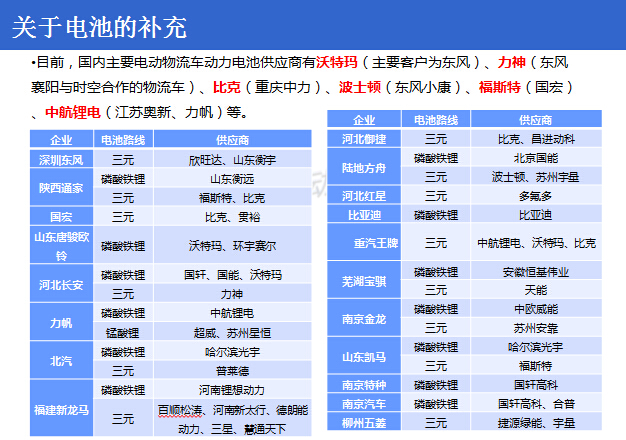 关于电池的补充
•目前，国内主要电动物流车动力电池供应商有沃特玛（主要客户为东风）、力神（东风
襄阳与时空合作的物流车）、比克（重庆中力）、波士顿（东风小康）、福斯特（国宏）
、中航锂电（江苏奥新、力帆）等。
企业 电池路线 供应商
深圳东风 三元 欣旺达、山东衡宇
陕西通家 磷酸铁锂 山东衡远
三元 福斯特、比克
国宏 三元 比克、贯裕
山东唐骏欧
铃 磷酸铁锂 沃特玛、环宇赛尔
河北长安 磷酸铁锂 国轩、国能、沃特玛
三元 力神
力帆 磷酸铁锂 中航锂电
锰酸锂 超威、苏州星恒
北汽 磷酸铁锂 哈尔滨光宇
三元 普莱德
福建新龙马 磷酸铁锂 河南锂想动力
三元 百顺松涛、河南新太行、德朗能
动力、三星、慧通天下
企业 电池路线 供应商
河北御捷 三元 比克、昌进动科
陆地方舟 磷酸铁锂 北京国能
三元 波士顿、苏州宇星
河北红星 三元 多氟多
比亚迪 磷酸铁锂 比亚迪
重汽王牌 三元 中航锂电、沃特玛、比克
芜湖宝骐 磷酸铁锂 安徽恒基伟业
三元 天能
南京金龙 磷酸铁锂 中欧威能
三元 苏州安靠
山东凯马 磷酸铁锂 哈尔滨光宇
三元 福斯特
南京特种 磷酸铁锂 国轩高科
南京汽车 磷酸铁锂 国轩高科、合普
柳州五菱 三元 捷源绿能、宇星